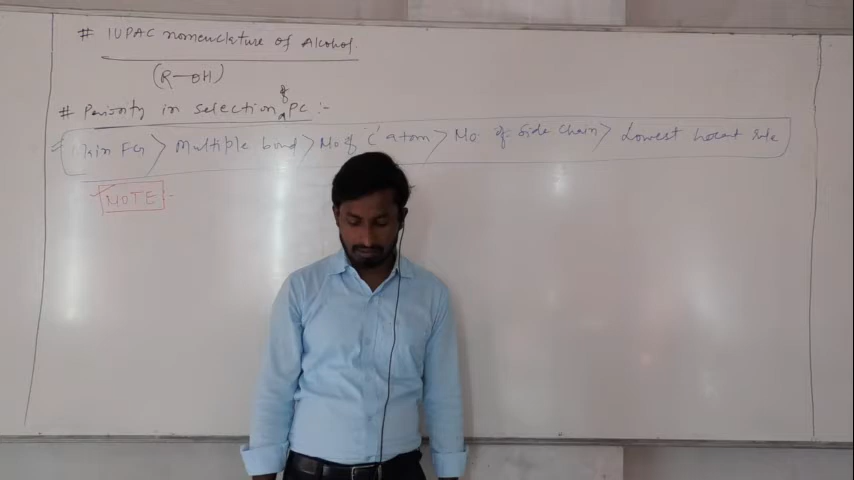 # IUPAC nomenclature of Alcohol
(R-OH)
# Periority in selection of PC :-
Main FG > Multiple bond > No of 'C' atom > No. of Side Chain > Lowest locant rule
NOTE :-